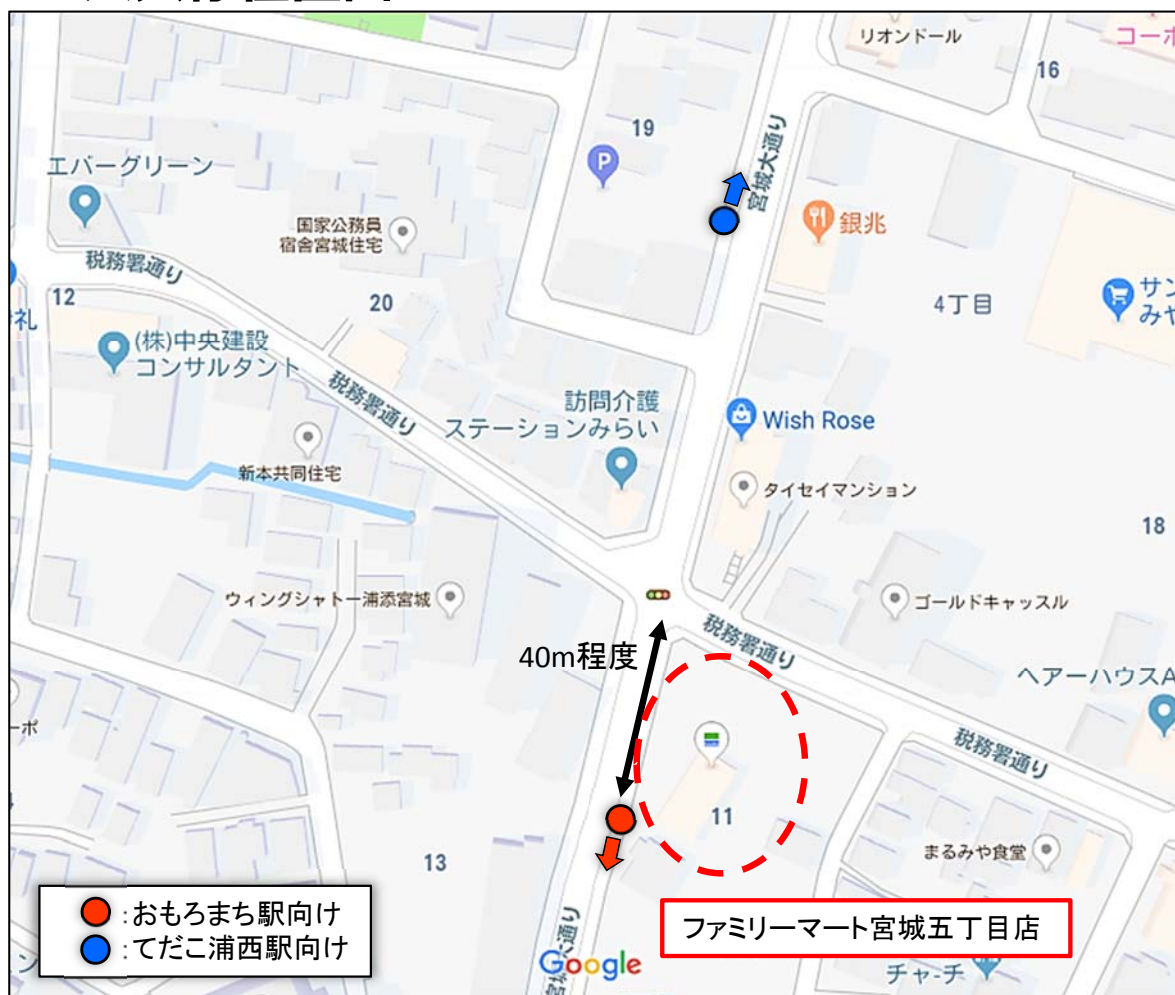 リオンドール
コーポ
16
19
宮城大通り
エバーグリーン
国家公務員
宿舎宮城住宅
銀兆
税務署通り
12
20
4丁目
サン
みや
礼
(株)中央建設
コンサルタント
税務署通り
訪問介護
ステーションみらい
Wish Rose
新本共同住宅
タイセイマンション
18
ウィングシャトー浦添宮城
ゴールドキャッスル
税務署通り
40m程度
ヘアーハウスA
ーポ
税務署通り
11
まるみや食堂
13
:おもろまち駅向け
:てだこ浦西駅向け
ファミリーマート宮城五丁目店
Google
チャーチ